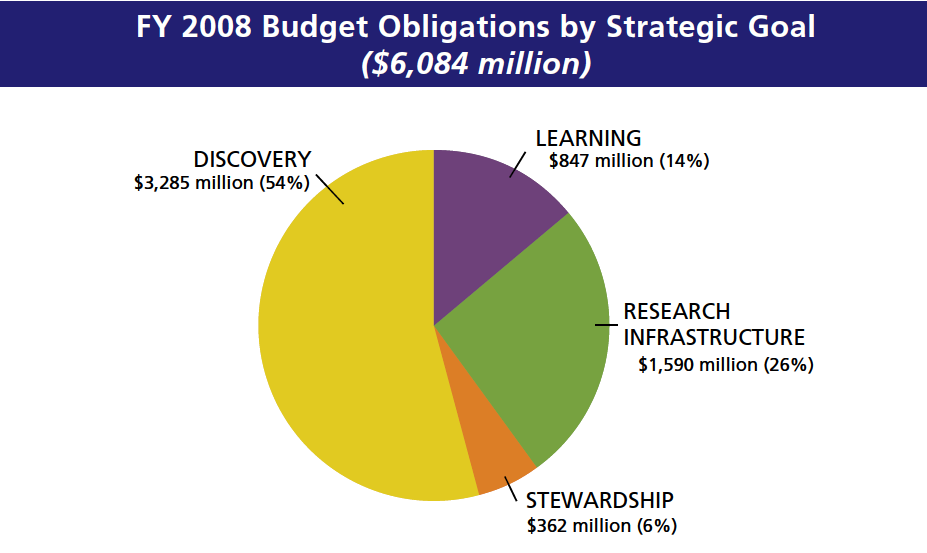 FY 2008 Budget Obligations by Strategic Goal
($6,084 million)
LEARNING
$847 million (14%)
DISCOVERY
$3,285 million (54%)
RESEARCH
INFRASTRUCTURE
$1,590 million (26%)
STEWARDSHIP
$362 million (6%)